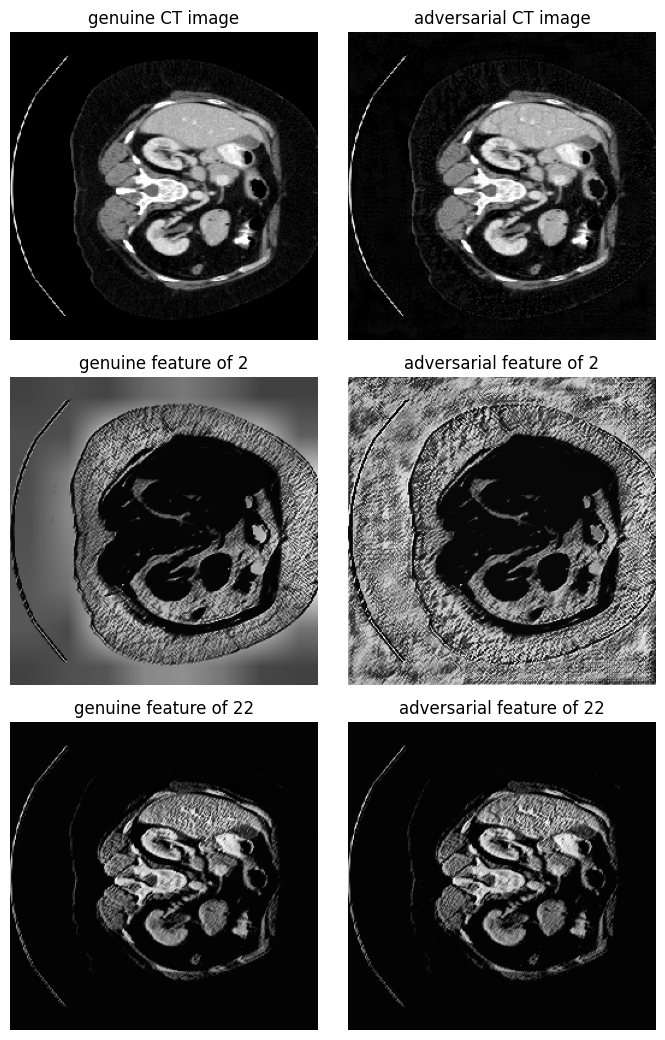 genuine CT image
adversarial CT image
genuine feature of 2
adversarial feature of 2
genuine feature of 22
adversarial feature of 22